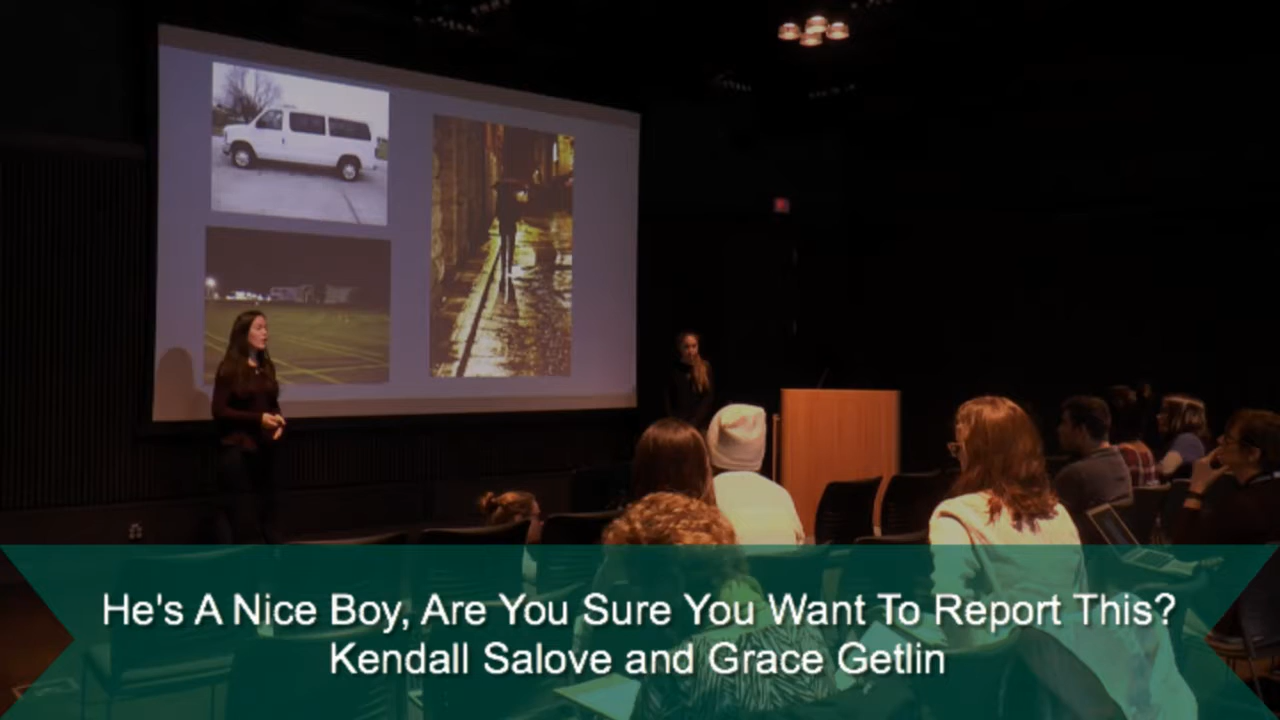 He's A Nice Boy, Are You Sure You Want To Report This?
Kendall Salove and Grace Getlin